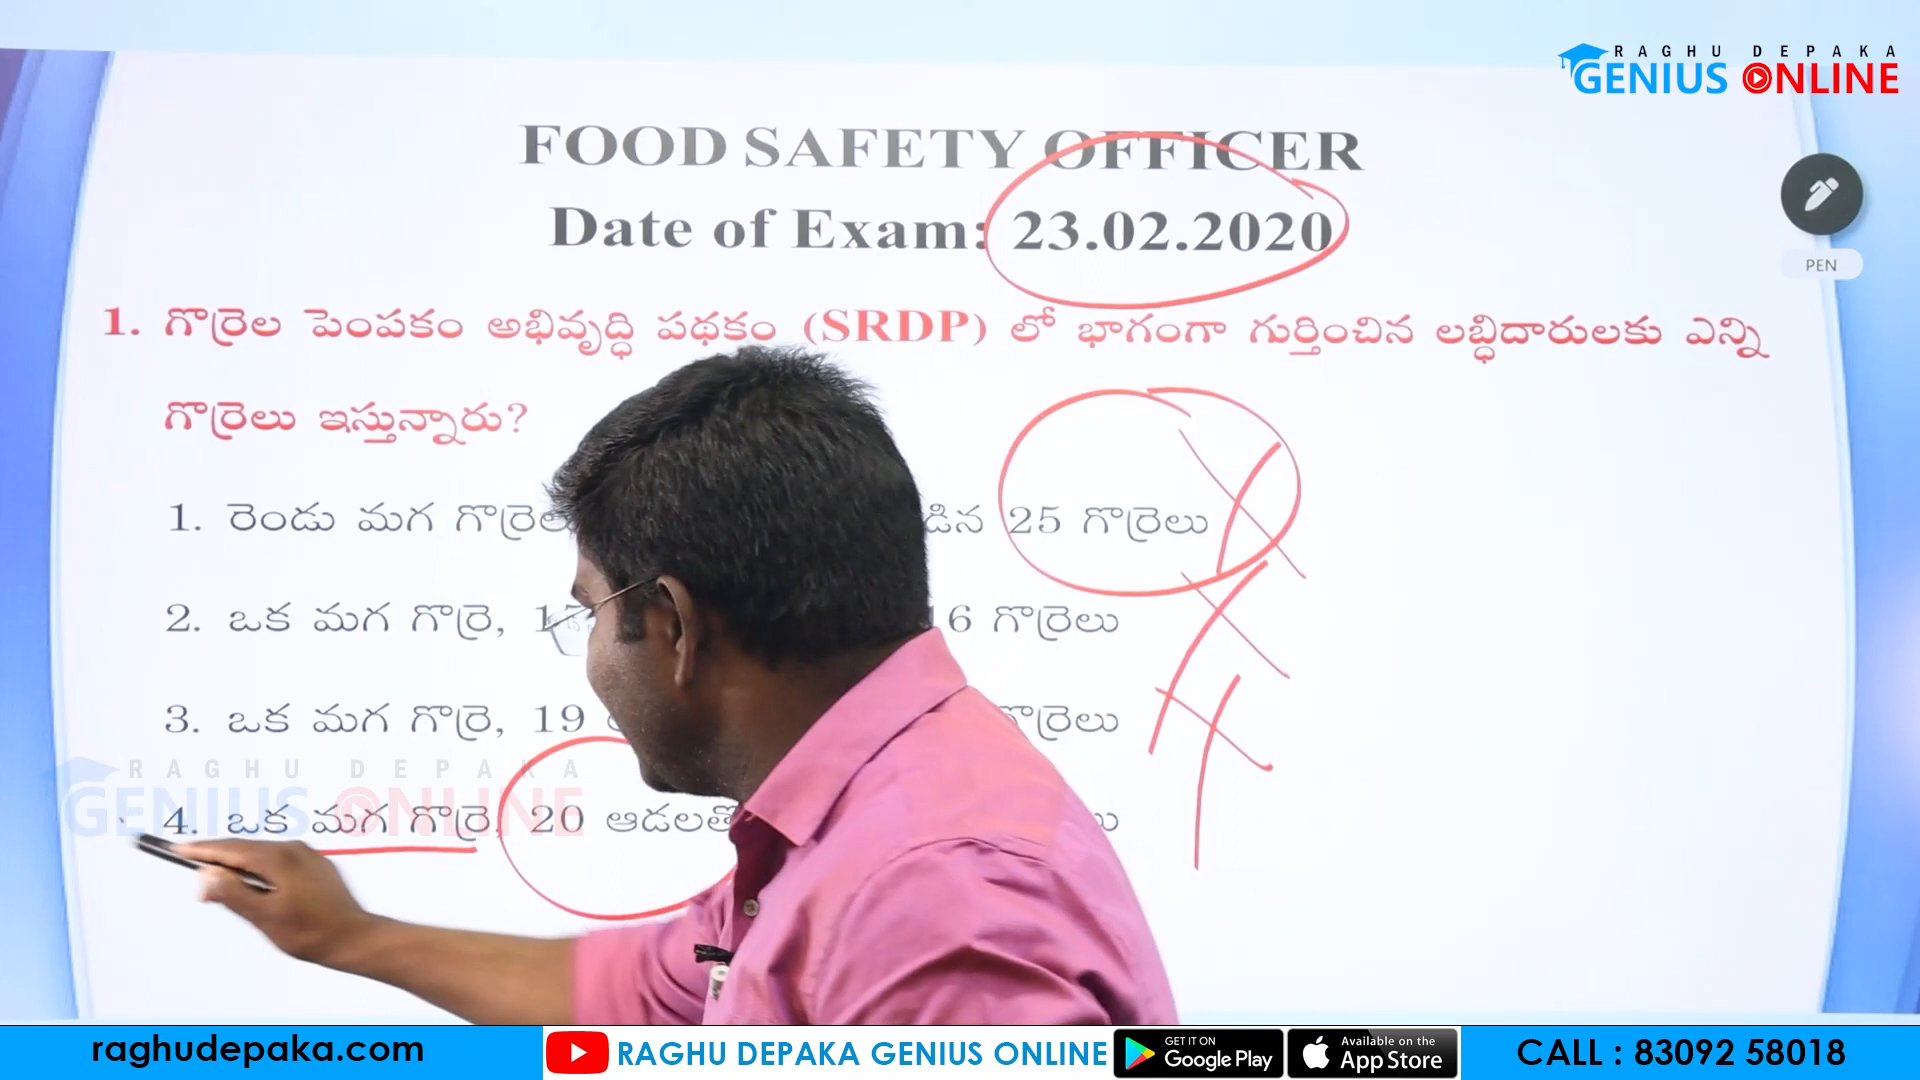 RAGHU DEPAKA
GENIUS ONLINE
FOOD SAFETY OFFICER
Date of Exam: 23.02.2020
PEN
1. గొర్రెల పెంపకం అభివృద్ధి పథకం (SRDP) లో భాగంగా గుర్తించిన లబ్ధిదారులకు ఎన్ని
గొర్రెలు ఇస్తున్నారు?
1. రెండు మగ 25 గొర్రెలు
2. ఒక మగ గొర్రె, గొర్రెలు
3. ఒక మగ గొర్రె, 19
RAGHU DEPAKA
GENIUS ONLINE
4. ఒక మగ గొర్రె, 20 ఆడలతో
raghudepaka.com
RAGHU DEPAKA GENIUS ONLINE
GET IT ON
Google Play
Available on the
App Store
CALL : 83092 58018